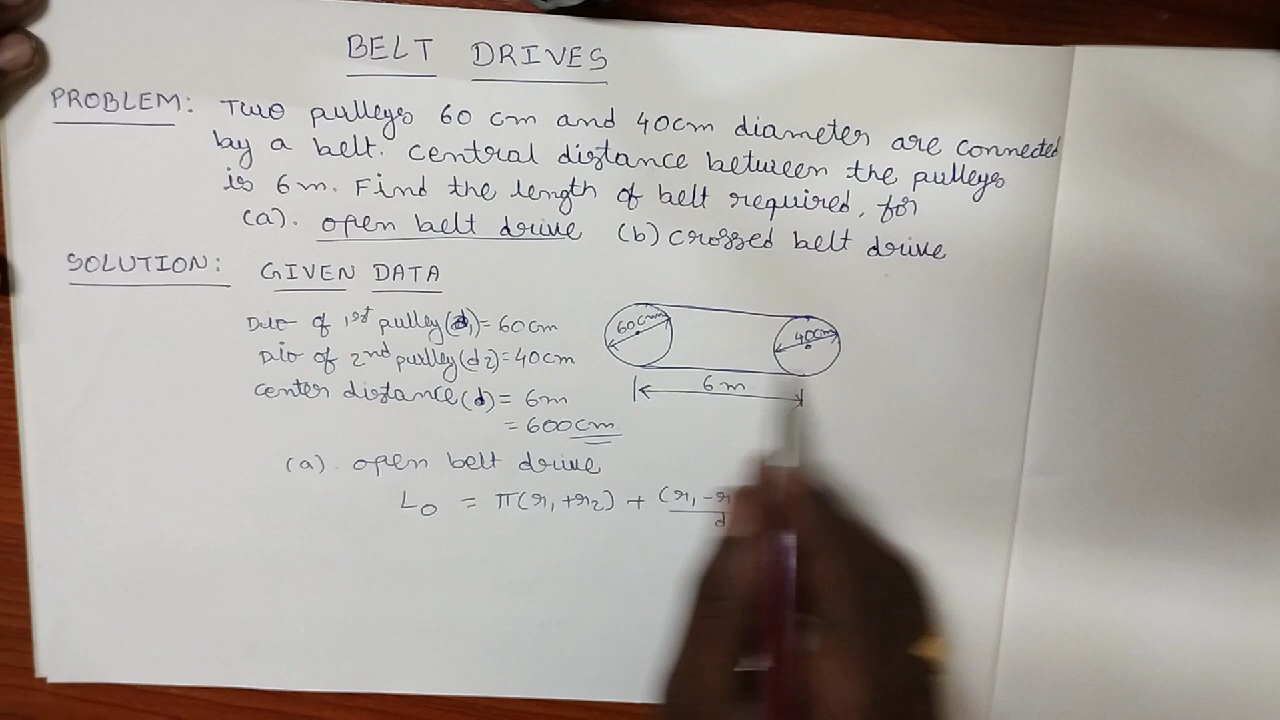 BELT DRIVES
PROBLEM: Two pulleys 60 cm and 40cm diameter are connected
by a belt. central distance between the pulleys
is 6m. Find the length of belt required, for
(a). open belt drive (b) crossed belt drive
SOLUTION: GIVEN DATA
Dia of 1st pulley(d1)= 60cm
Dia of 2nd pulley(d2)=40cm
center distance(d) = 6m
= 600cm
60cm
40cm
6m
(a). open belt drive
LO = π(r1+r2) + (r1-r
d